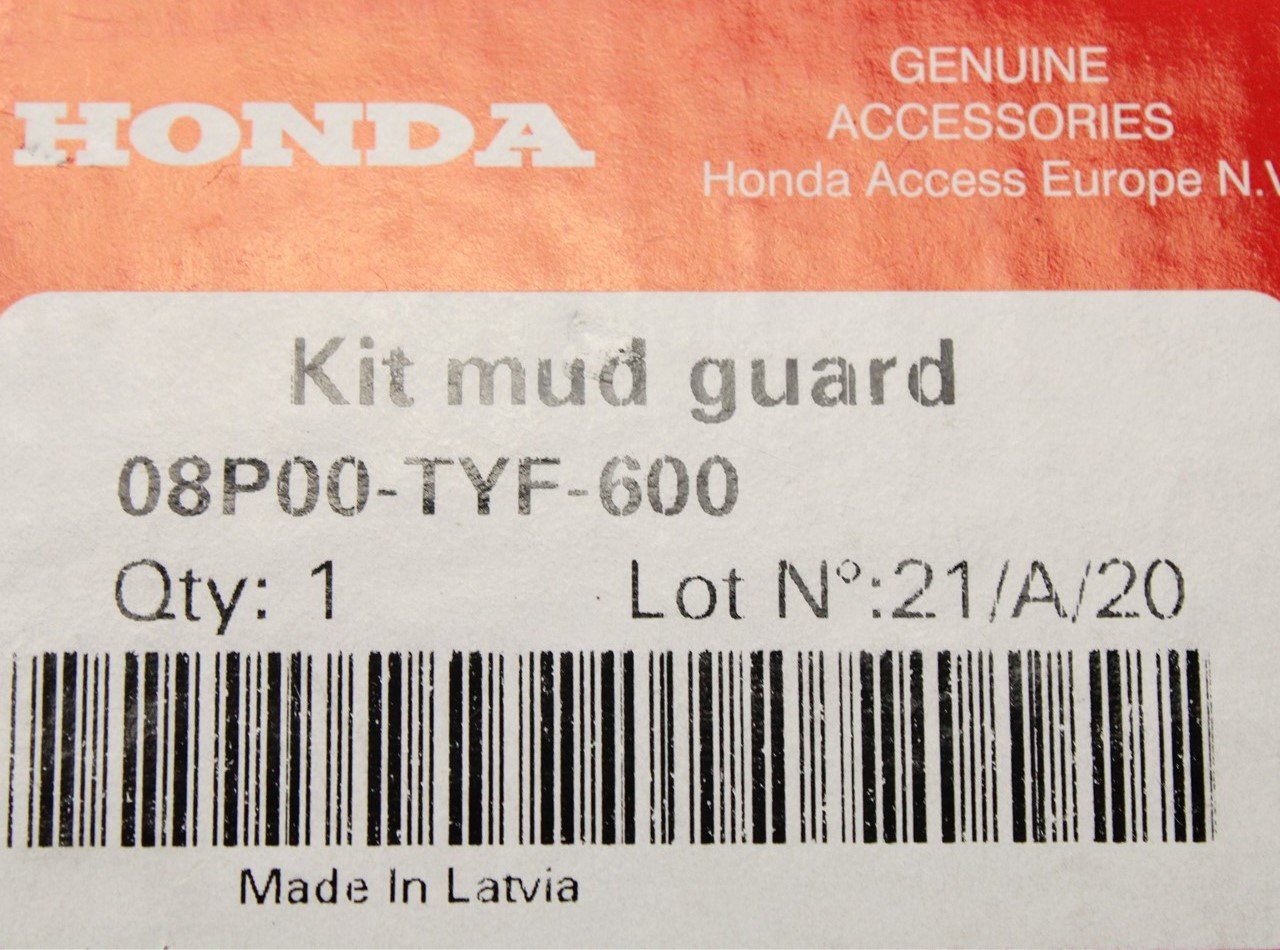 HONDA
GENUINE
ACCESSORIES
Honda Access Europe N.V
Kit mud guard
08P00-TYF-600
Qty: 1 Lot N°:21/A/20
Made In Latvia